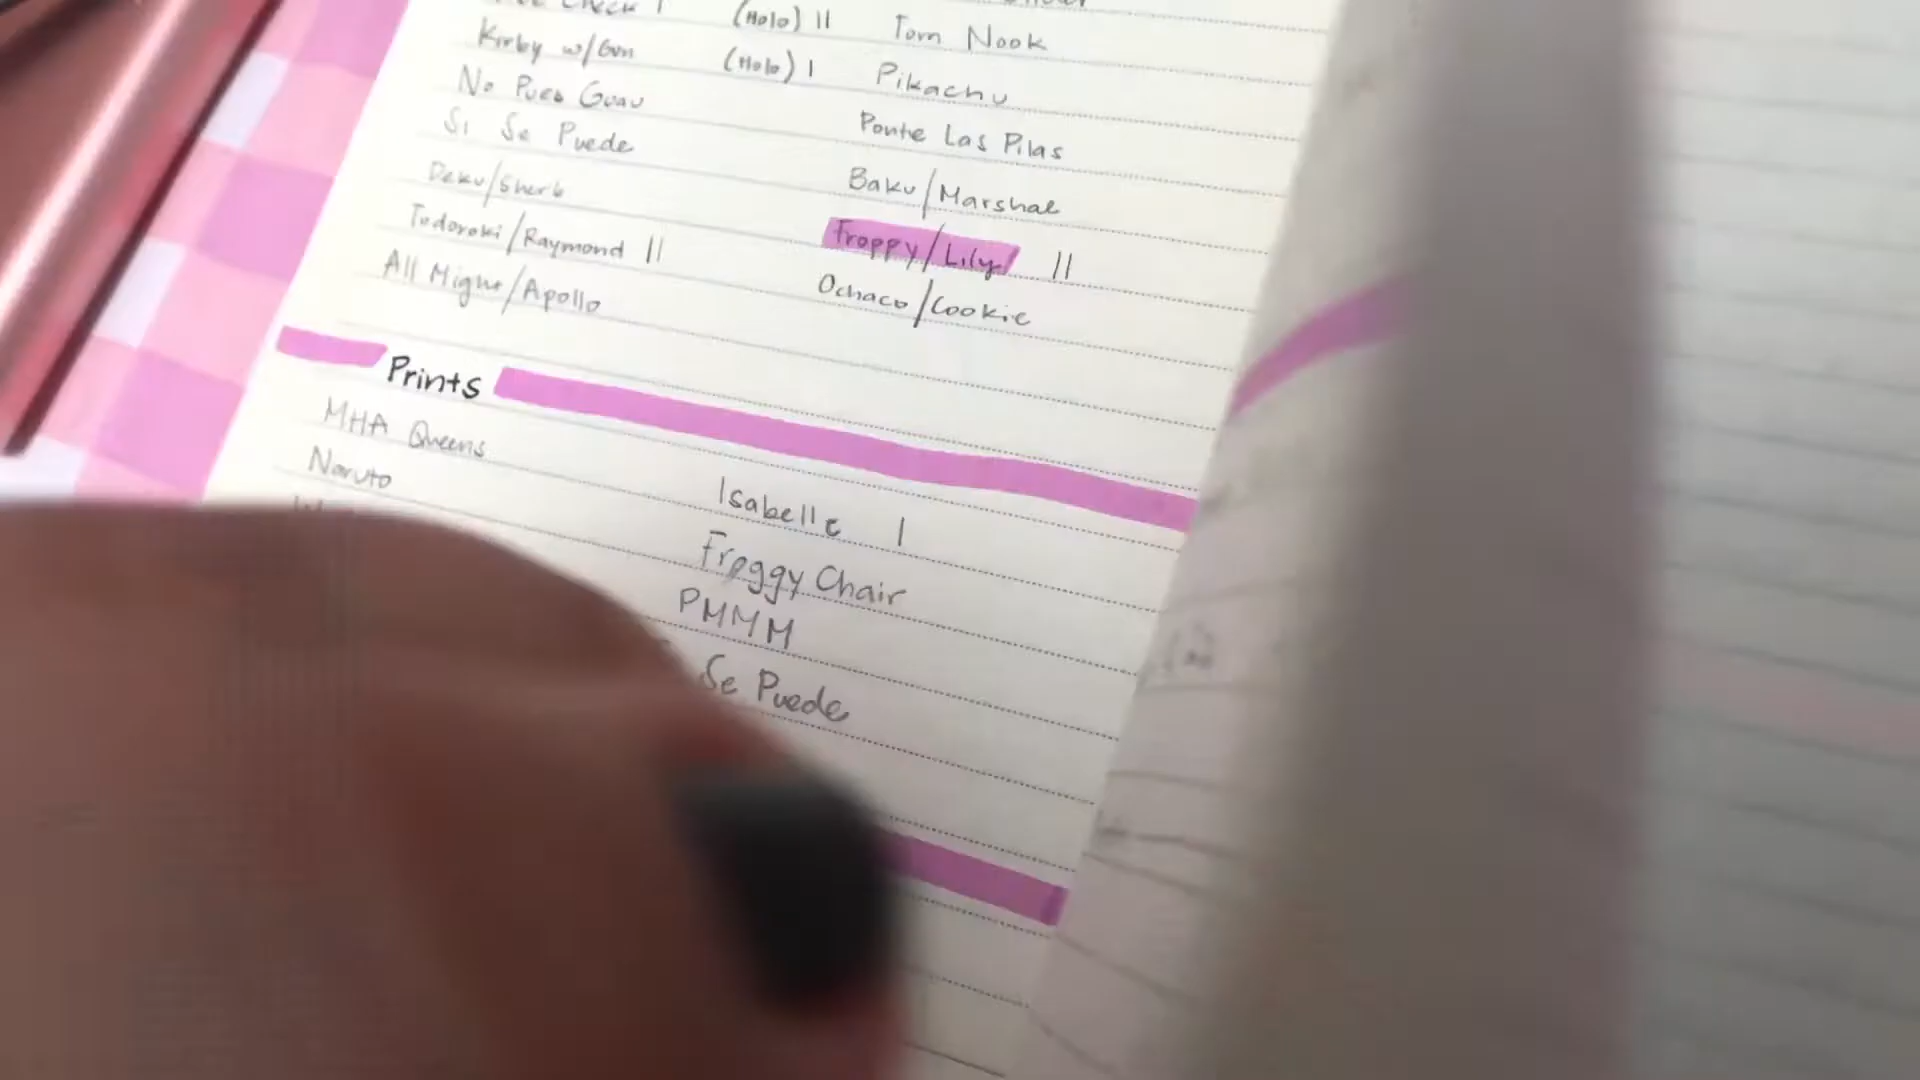 Check I (Holo) II Tom Nook
Kirby w/Gun (Holo) I Pikachu
No Pues Guau Ponte Las Pilas
Si Se Puede Baku/Marshal
Deku/Sherb Froppy/Lily II
Todoroki/Raymond II Ochaco/Cookie
All Might/Apollo
Prints
MHA Queens Isabelle I
Naruto Froggy Chair
PMMM
Se Puede